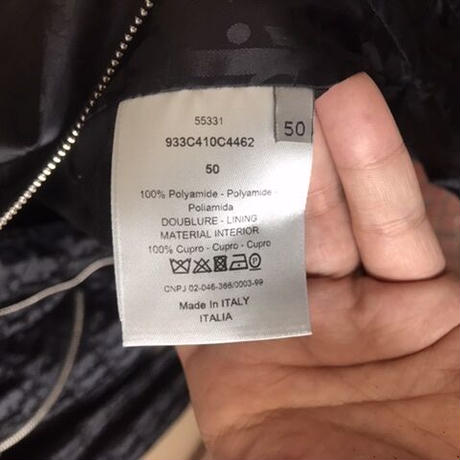 55331
933C410C4462
50
50
100% Polyamide - Polyamide -
Poliamida
DOUBLURE - LINING
MATERIAL INTERIOR
100% Cupro - Cupro - Cupro
CNPJ 02-046-366/0003-99
Made in ITALY
ITALIA